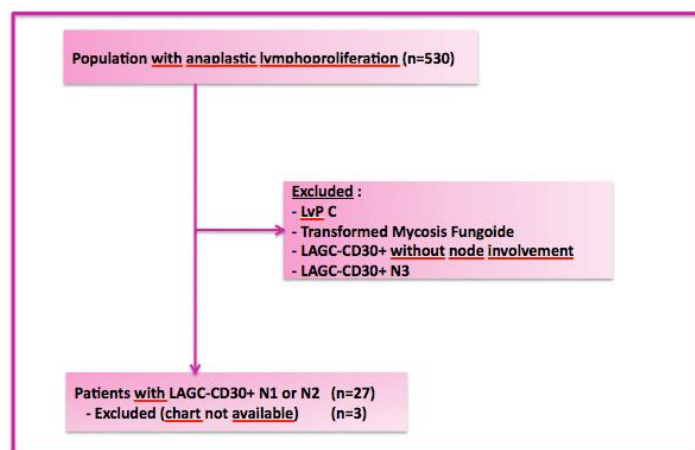 Population with anaplastic lymphoproliferation (n=530)
Excluded :
- LyP C
- Transformed Mycosis Fungoide
- LAGC-CD30+ without node involvement
- LAGC-CD30+ N3
Patients with LAGC-CD30+ N1 or N2 (n=27)
- Excluded (chart not available) (n=3)